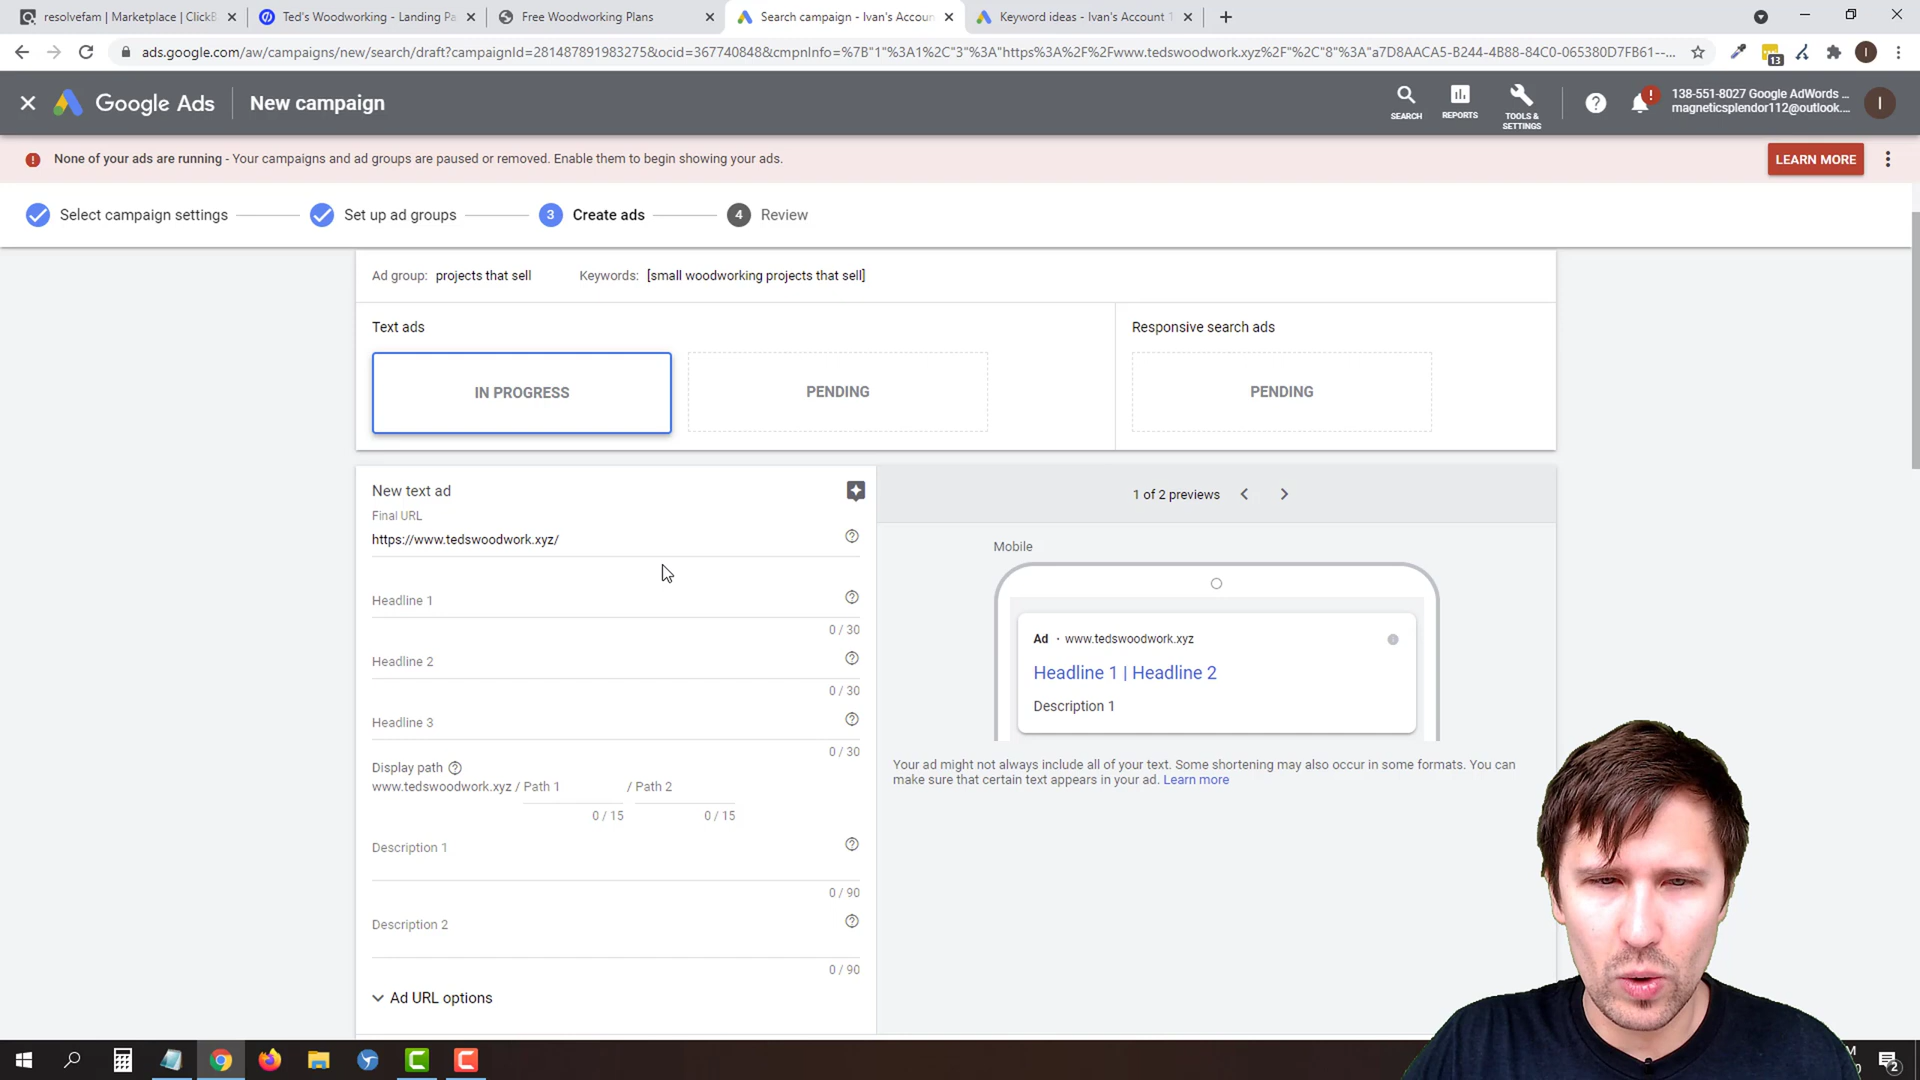 resolvefam | Marketplace | ClickB
Ted's Woodworking - Landing Pa
Free Woodworking Plans
Search campaign - Ivan's Accoun
Keyword ideas - Ivan's Account 1
ads.google.com/aw/campaigns/new/search/draft?campaignId=281487891983275&ocid=367740848&cmpnInfo=%7B"1"%3A1%2C"3"%3A"https%3A%2F%2Fwww.tedswoodwork.xyz%2F"%2C"8"%3A"a7D8AACA5-B244-4B88-84C0-065380D7FB61--...
13
I
Google Ads
New campaign
SEARCH
REPORTS
TOOLS &
SETTINGS
138-551-8027 Google AdWords ...
magneticsplendor112@outlook....
I
None of your ads are running - Your campaigns and ad groups are paused or removed. Enable them to begin showing your ads.
LEARN MORE
Select campaign settings
Set up ad groups
3 Create ads
4 Review
Ad group: projects that sell
Keywords: [small woodworking projects that sell]
Text ads
Responsive search ads
IN PROGRESS
PENDING
PENDING
New text ad
Final URL
https://www.tedswoodwork.xyz/
Headline 1
0 / 30
Headline 2
0 / 30
Headline 3
0 / 30
Display path
www.tedswoodwork.xyz / Path 1 / Path 2
0 / 15
0 / 15
Description 1
0 / 90
Description 2
0 / 90
Ad URL options
1 of 2 previews
Mobile
Ad · www.tedswoodwork.xyz
Headline 1 | Headline 2
Description 1
Your ad might not always include all of your text. Some shortening may also occur in some formats. You can
make sure that certain text appears in your ad. Learn more
2